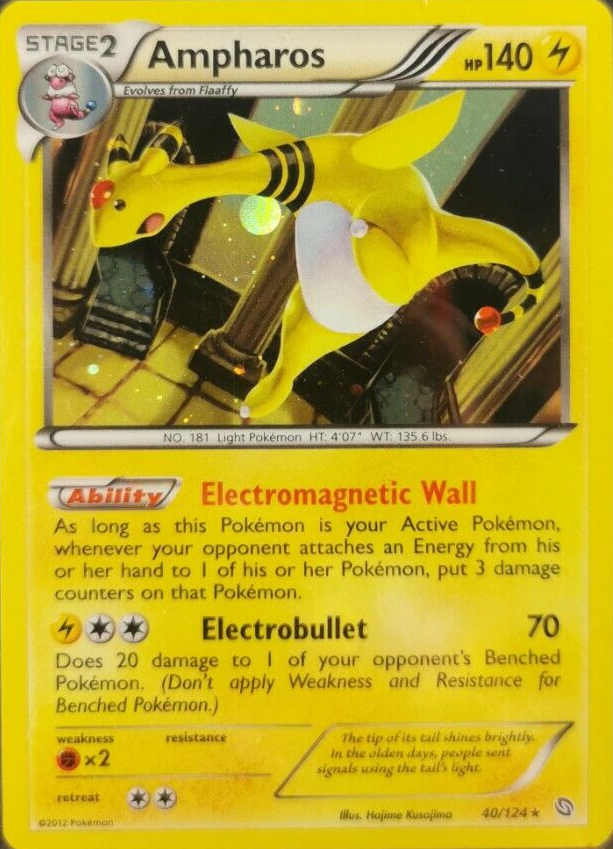 STAGE2 Ampharos HP140
Evolves from Flaaffy
NO. 181 Light Pokémon HT: 4'07" WT: 135.6 lbs.
Ability Electromagnetic Wall
As long as this Pokémon is your Active Pokémon,
whenever your opponent attaches an Energy from his
or her hand to 1 of his or her Pokémon, put 3 damage
counters on that Pokémon.
Electrobullet 70
Does 20 damage to 1 of your opponent's Benched
Pokémon. (Don't apply Weakness and Resistance for
Benched Pokémon.)
weakness resistance
×2
The tip of its tail shines brightly.
In the olden days, people sent
signals using the tail's light.
retreat
Illus. Hajime Kusajima 40/124★
©2012 Pokémon